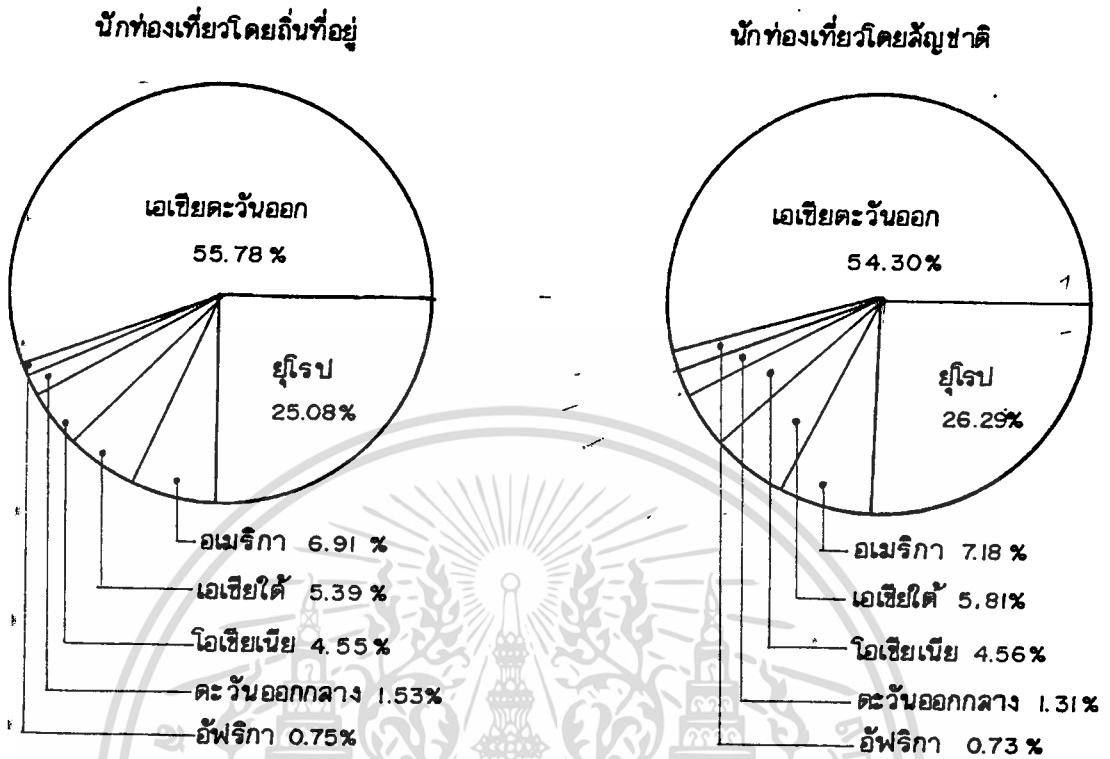 นักท่องเที่ยวโดยถิ่นที่อยู่
เอเซียตะวันออก
55.78 %
ยุโรป
25.08%
อเมริกา 6.91 %
เอเซียใต้ 5.39 %
โอเซียเนีย 4.55 %
ตะวันออกกลาง 1.53%
อัฟริกา 0.75%
นักท่องเที่ยวโดยสัญชาติ
เอเซียตะวันออก
54.30%
ยุโรป
26.29%
อเมริกา 7.18 %
เอเซียใต้ 5.81%
โอเซียเนีย 4.56%
ตะวันออกกลาง 1.31%
อัฟริกา 0.73 %